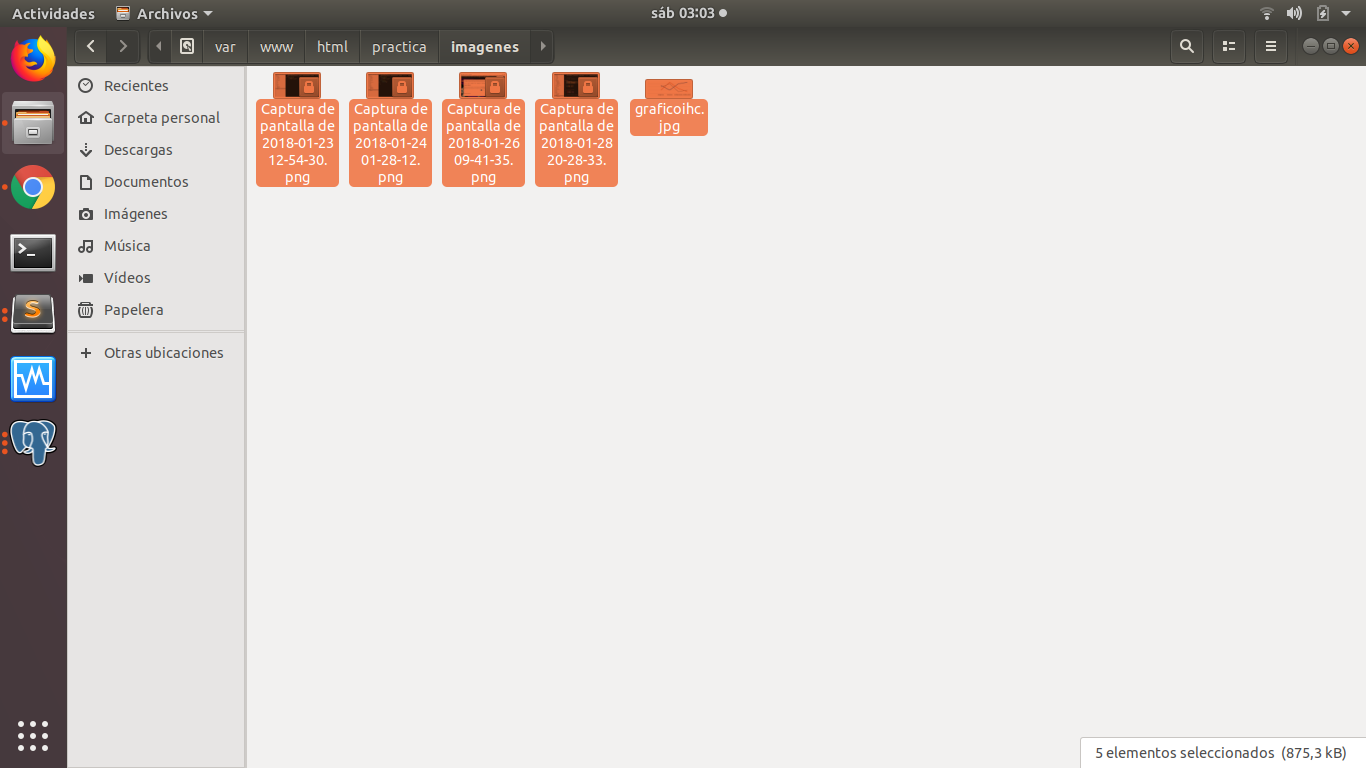 Actividades Archivos sáb 03:03
var www html practica imagenes
Recientes
Carpeta personal
Descargas
Documentos
Imágenes
Música
Vídeos
Papelera
Otras ubicaciones
Captura de
pantalla de
2018-01-23
12-54-30.
png
Captura de
pantalla de
2018-01-24
01-28-12.
png
Captura de
pantalla de
2018-01-26
09-41-35.
png
Captura de
pantalla de
2018-01-28
20-28-33.
png
graficoihc.
jpg
5 elementos seleccionados (875,3 kB)